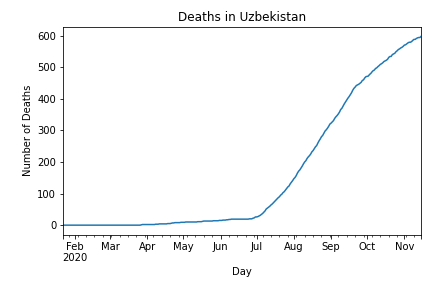 Deaths in Uzbekistan
600
500
400
300
200
100
0
Number of Deaths
Feb Mar Apr May Jun Jul Aug Sep Oct Nov
2020
Day